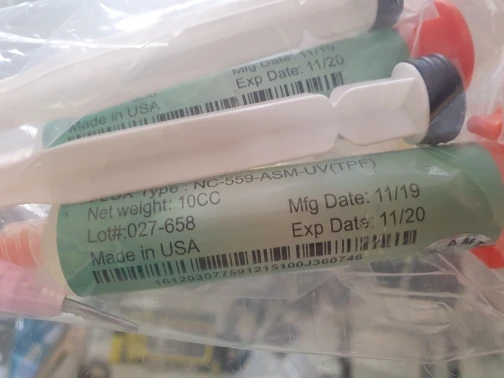 Mfg Date: 11/19
Exp Date: 11/20
Made in USA
Type : NC-559-ASM-UV(TPF)
Net weight: 10CC
Mfg Date: 11/19
Lot#:027-658
Exp Date: 11/20
Made in USA
161203077591215100J360746